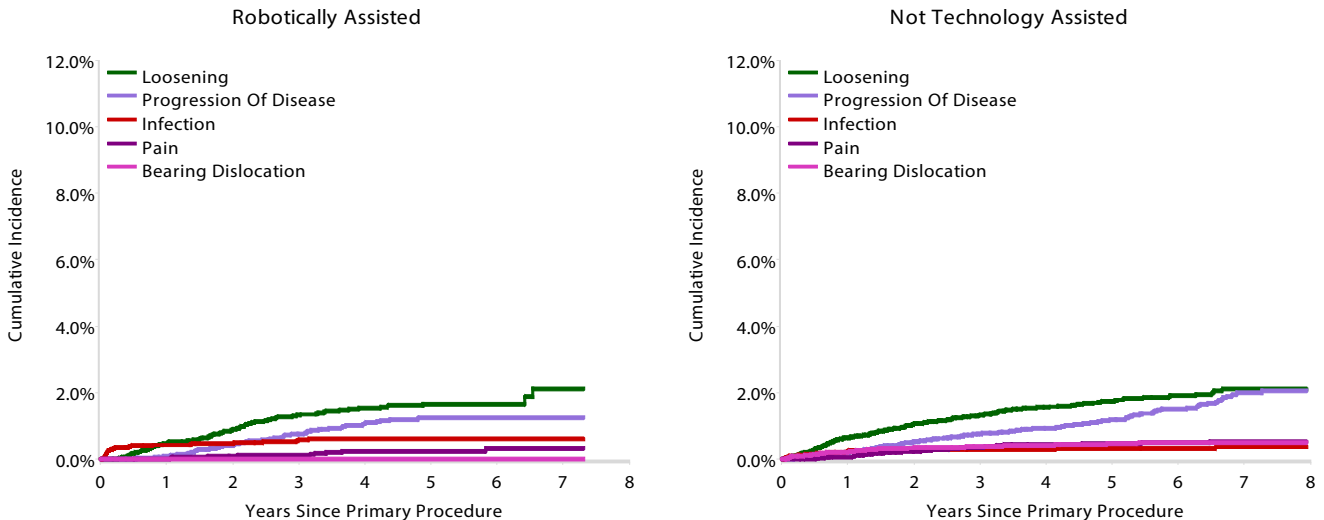 Robotically Assisted
12.0%
10.0%
8.0%
6.0%
4.0%
2.0%
0.0%
Cumulative Incidence
Loosening
Progression Of Disease
Infection
Pain
Bearing Dislocation
0 1 2 3 4 5 6 7 8
Years Since Primary Procedure
Not Technology Assisted
12.0%
10.0%
8.0%
6.0%
4.0%
2.0%
0.0%
Cumulative Incidence
Loosening
Progression Of Disease
Infection
Pain
Bearing Dislocation
0 1 2 3 4 5 6 7 8
Years Since Primary Procedure